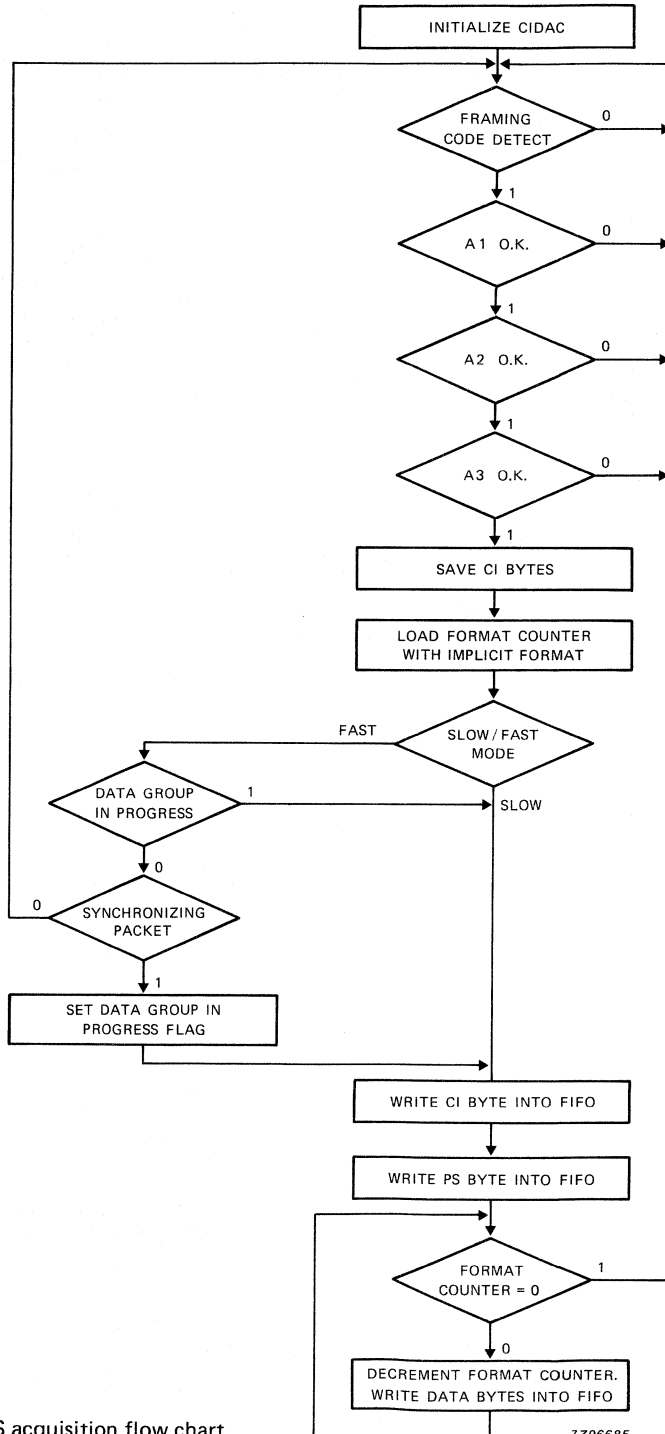 INITIALIZE CIDAC
FRAMING
CODE DETECT
0
1
A1 O.K.
0
1
A2 O.K.
0
1
A3 O.K.
0
1
SAVE CI BYTES
LOAD FORMAT COUNTER
WITH IMPLICIT FORMAT
SLOW/FAST
MODE
FAST
SLOW
DATA GROUP
IN PROGRESS
1
0
SYNCHRONIZING
PACKET
0
1
SET DATA GROUP IN
PROGRESS FLAG
WRITE CI BYTE INTO FIFO
WRITE PS BYTE INTO FIFO
FORMAT
COUNTER = 0
1
0
DECREMENT FORMAT COUNTER.
WRITE DATA BYTES INTO FIFO
acquisition flow chart